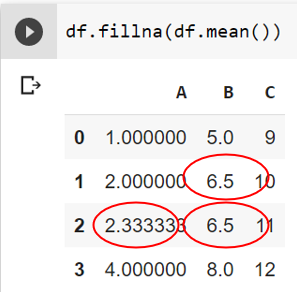 df.fillna(df.mean())
A B C
0 1.000000 5.0 9
1 2.000000 6.5 10
2 2.333333 6.5 11
3 4.000000 8.0 12